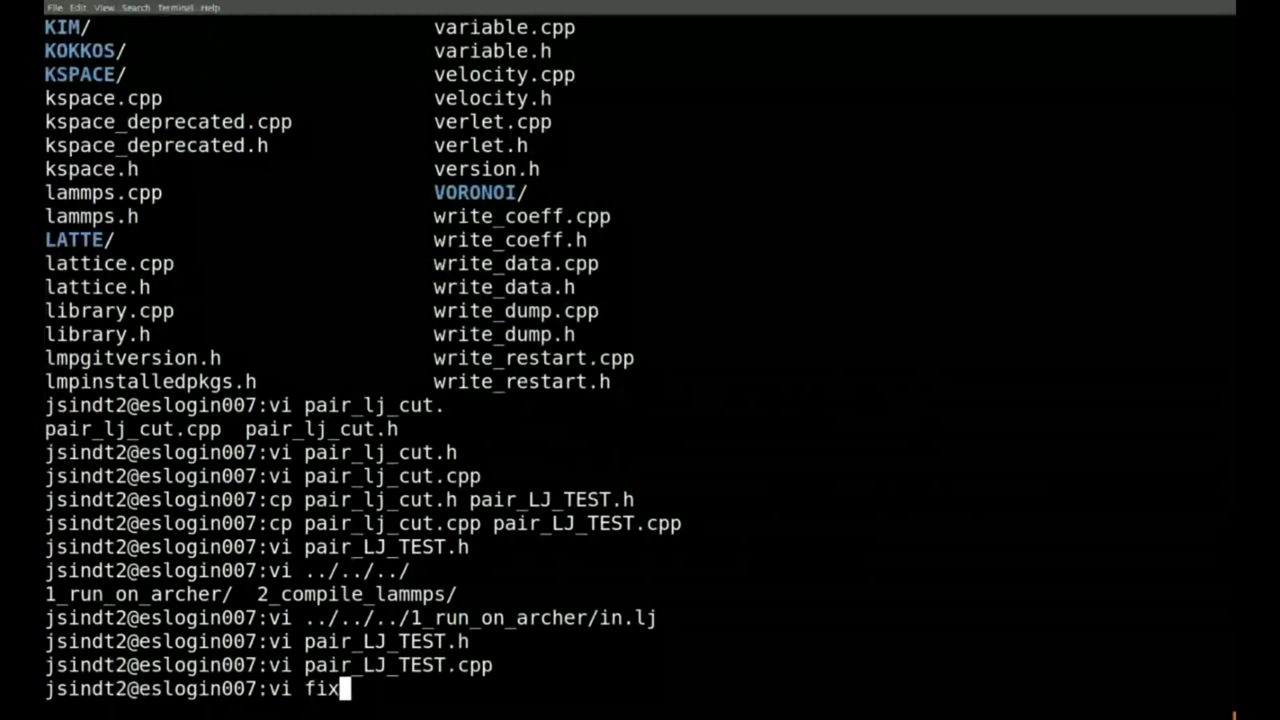 File Edit View Search Terminal Help
KIM/ variable.cpp
KOKKOS/ variable.h
KSPACE/ velocity.cpp
kspace.cpp velocity.h
kspace_deprecated.cpp verlet.cpp
kspace_deprecated.h verlet.h
kspace.h version.h
lammps.cpp VORONOI/
lammps.h write_coeff.cpp
LATTE/ write_coeff.h
lattice.cpp write_data.cpp
lattice.h write_data.h
library.cpp write_dump.cpp
library.h write_dump.h
lmpgitversion.h write_restart.cpp
lmpinstalledpkgs.h write_restart.h
jsindt2@eslogin007:vi pair_lj_cut.
pair_lj_cut.cpp pair_lj_cut.h
jsindt2@eslogin007:vi pair_lj_cut.h
jsindt2@eslogin007:vi pair_lj_cut.cpp
jsindt2@eslogin007:cp pair_lj_cut.h pair_LJ_TEST.h
jsindt2@eslogin007:cp pair_lj_cut.cpp pair_LJ_TEST.cpp
jsindt2@eslogin007:vi pair_LJ_TEST.h
jsindt2@eslogin007:vi ../../../
1_run_on_archer/ 2_compile_lammps/
jsindt2@eslogin007:vi ../../../1_run_on_archer/in.lj
jsindt2@eslogin007:vi pair_LJ_TEST.h
jsindt2@eslogin007:vi pair_LJ_TEST.cpp
jsindt2@eslogin007:vi fix